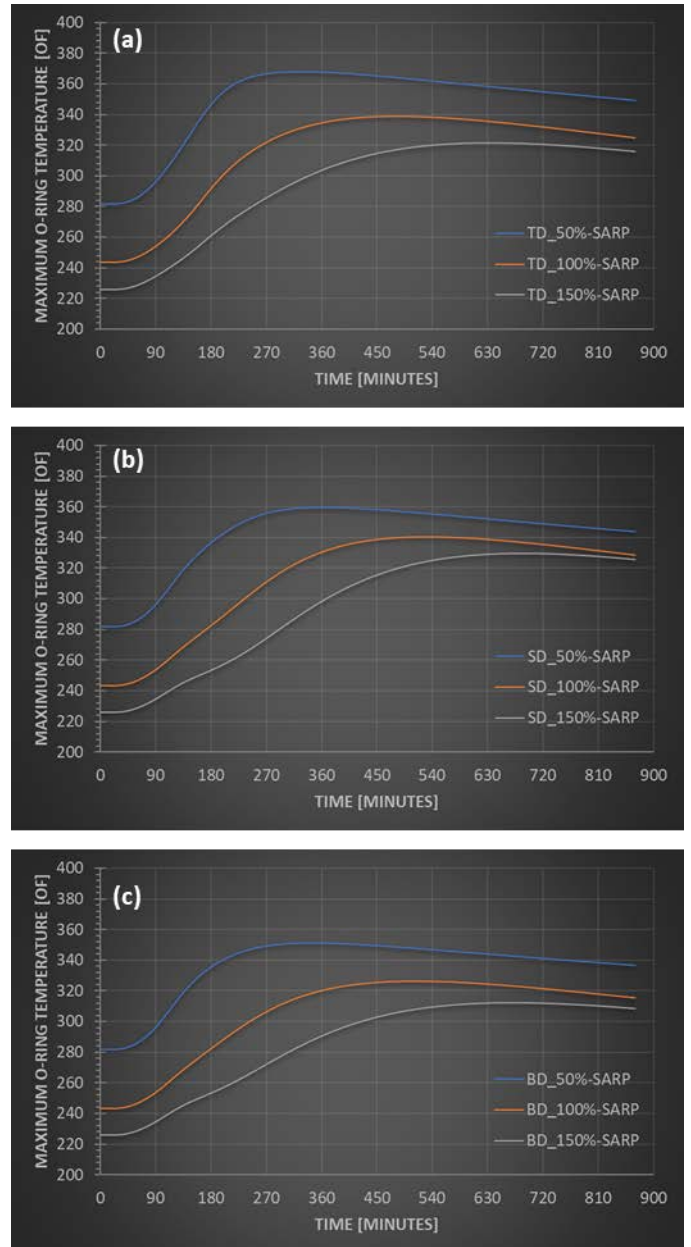 (a)
MAXIMUM O-RING TEMPERATURE [OF]
400
380
360
340
320
300
280
260
240
220
200
TD_50%-SARP
TD_100%-SARP
TD_150%-SARP
0 90 180 270 360 450 540 630 720 810 900
TIME [MINUTES]
(b)
MAXIMUM O-RING TEMPERATURE [OF]
400
380
360
340
320
300
280
260
240
220
200
SD_50%-SARP
SD_100%-SARP
SD_150%-SARP
0 90 180 270 360 450 540 630 720 810 900
TIME [MINUTES]
(c)
MAXIMUM O-RING TEMPERATURE [OF]
400
380
360
340
320
300
280
260
240
220
200
BD_50%-SARP
BD_100%-SARP
BD_150%-SARP
0 90 180 270 360 450 540 630 720 810 900
TIME [MINUTES]